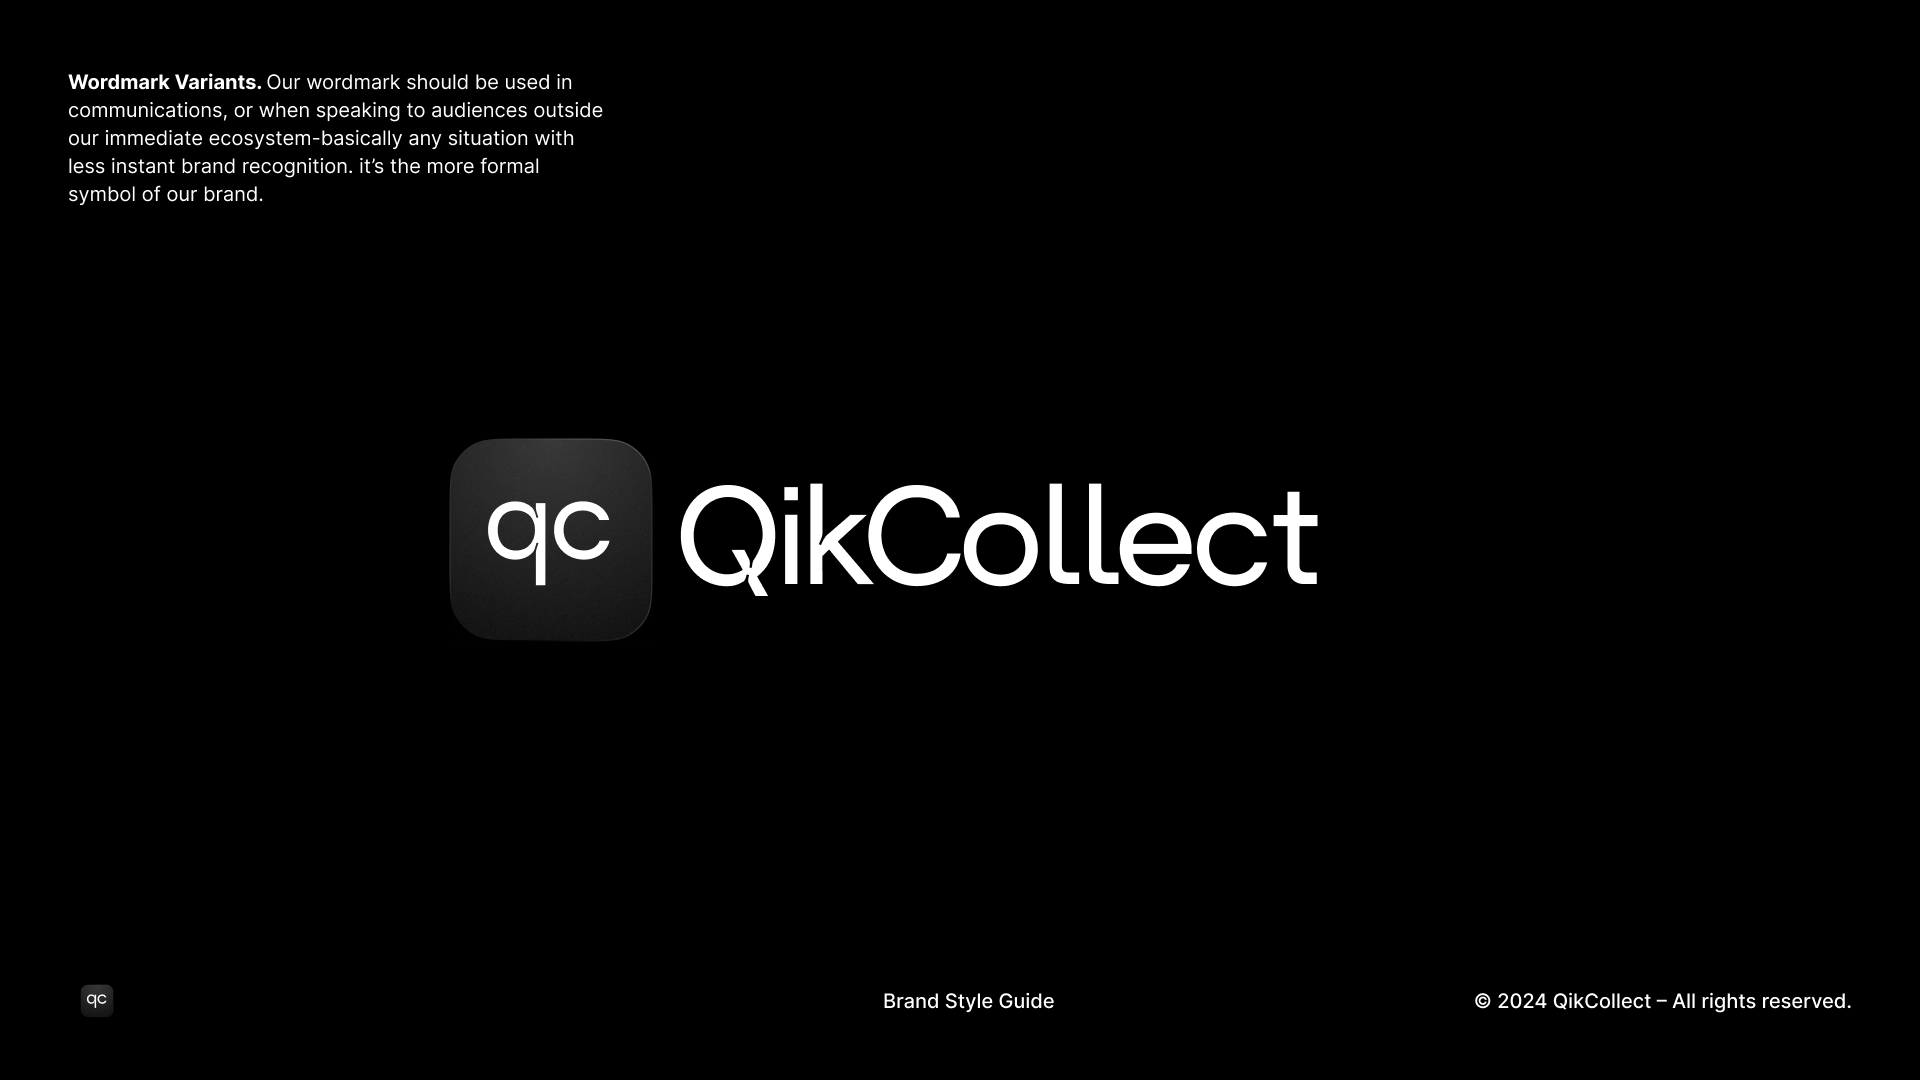 Wordmark Variants. Our wordmark should be used in
communications, or when speaking to audiences outside
our immediate ecosystem-basically any situation with
less instant brand recognition. it’s the more formal
symbol of our brand.
qc QikCollect
qc
Brand Style Guide
© 2024 QikCollect – All rights reserved.